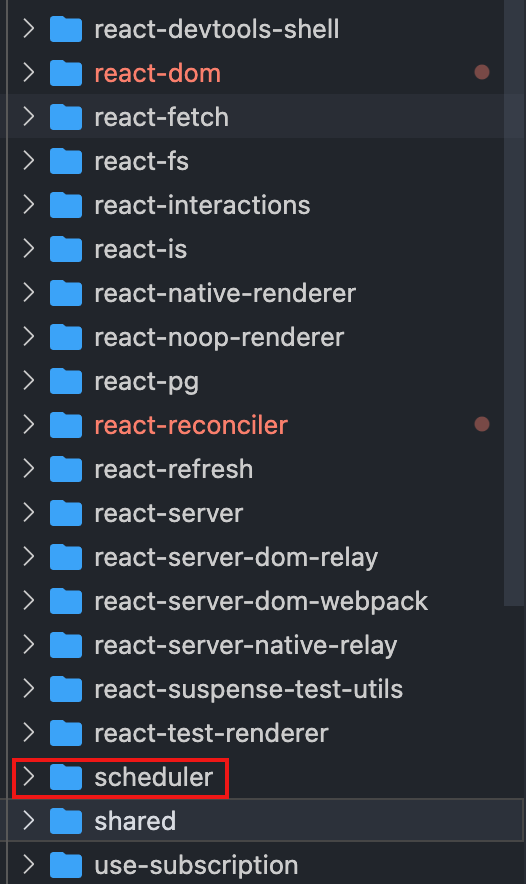 react-devtools-shell
react-dom
react-fetch
react-fs
react-interactions
react-is
react-native-renderer
react-noop-renderer
react-pg
react-reconciler
react-refresh
react-server
react-server-dom-relay
react-server-dom-webpack
react-server-native-relay
react-suspense-test-utils
react-test-renderer
scheduler
shared
use-subscription